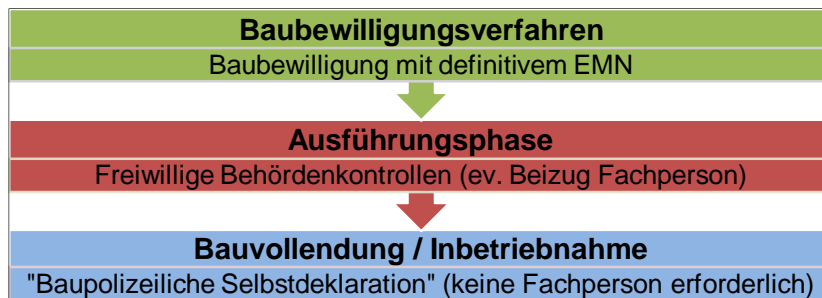 Baubewilligungsverfahren
Baubewilligung mit definitivem EMN
Ausführungsphase
Freiwillige Behördenkontrollen (ev. Beizug Fachperson)
Bauvollendung / Inbetriebnahme
"Baupolizeiliche Selbstdeklaration" (keine Fachperson erforderlich)